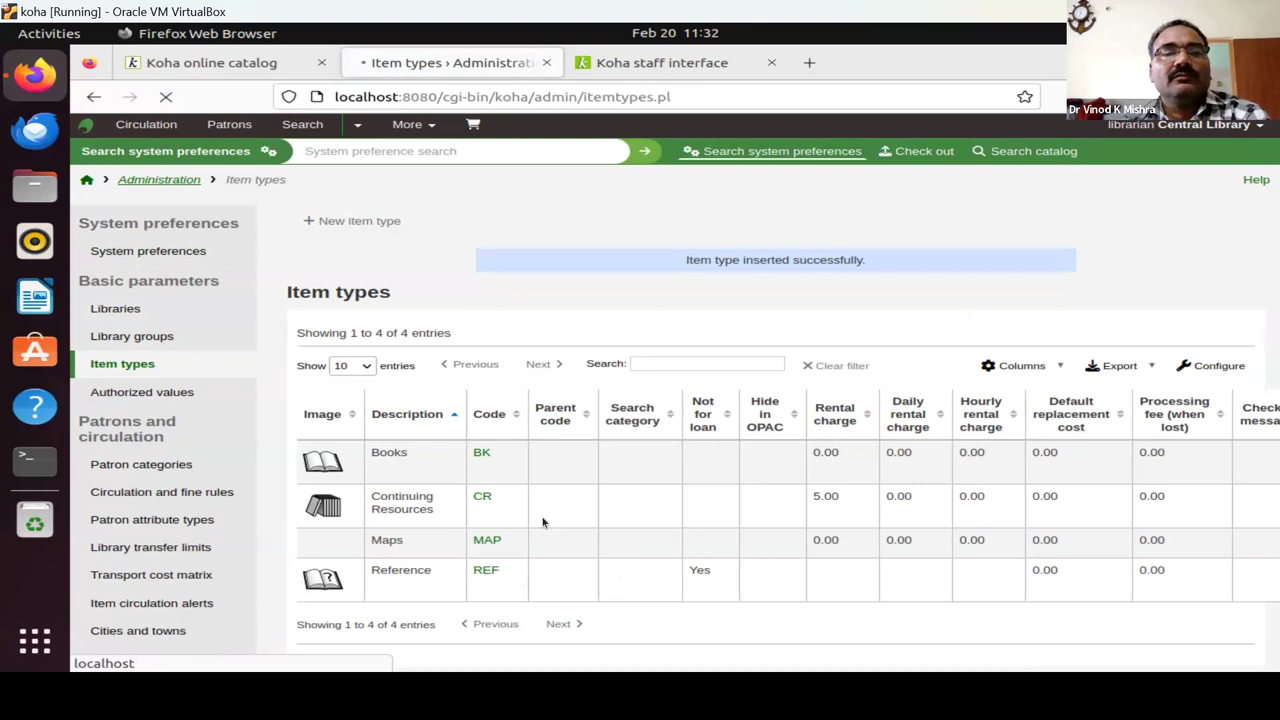 koha [Running] - Oracle VM VirtualBox
Activities Firefox Web Browser Feb 20 11:32
Koha online catalog Item types › Administrati Koha staff interface
localhost:8080/cgi-bin/koha/admin/itemtypes.pl
Dr Vinod K Mishra
Circulation Patrons Search More librarian Central Library
Search system preferences System preference search Search system preferences Check out Search catalog
Administration Item types Help
System preferences
System preferences
Basic parameters
Libraries
Library groups
Item types
Authorized values
Patrons and
circulation
Patron categories
Circulation and fine rules
Patron attribute types
Library transfer limits
Transport cost matrix
Item circulation alerts
Cities and towns
+ New item type
Item type inserted successfully.
Item types
Showing 1 to 4 of 4 entries
Show 10 entries Previous Next Search: Clear filter Columns Export Configure
Image Description Code Parent code Search category Not for loan Hide in OPAC Rental charge Daily rental charge Hourly rental charge Default replacement cost Processing fee (when lost) Check messa
Books BK 0.00 0.00 0.00 0.00 0.00
Continuing Resources CR 5.00 0.00 0.00 0.00 0.00
Maps MAP 0.00 0.00 0.00 0.00 0.00
Reference REF Yes 0.00 0.00
Showing 1 to 4 of 4 entries Previous Next
localhost